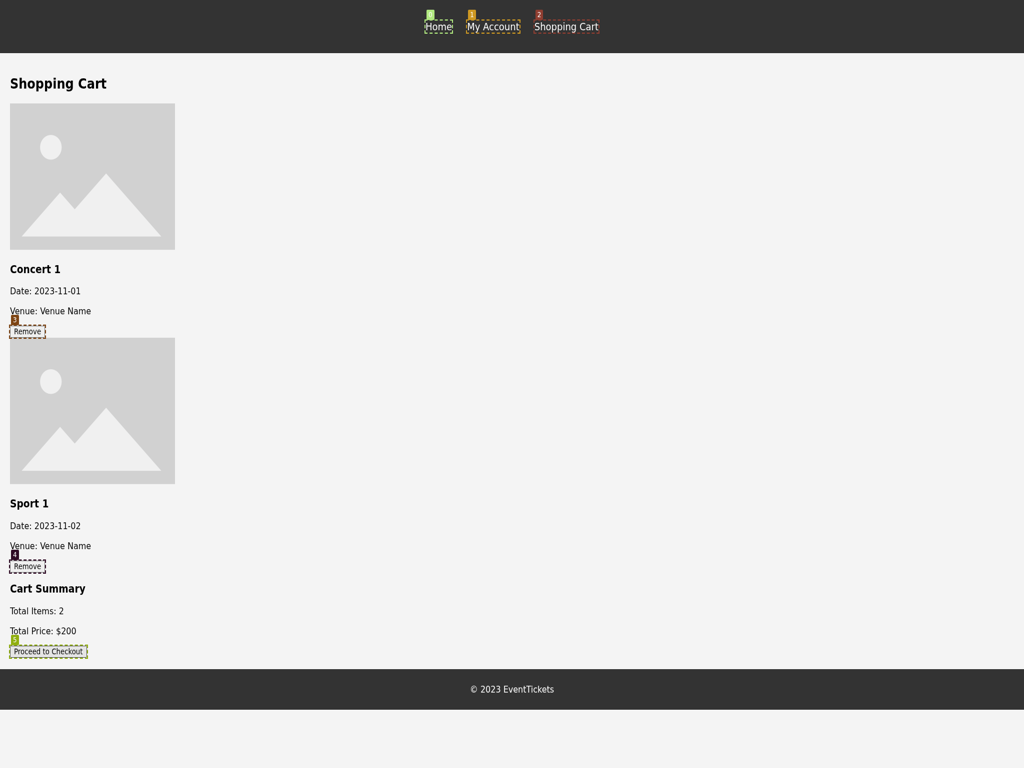 0 1 2
Home My Account Shopping Cart
Shopping Cart
Concert 1
Date: 2023-11-01
Venue: Venue Name
3
Remove
Sport 1
Date: 2023-11-02
Venue: Venue Name
4
Remove
Cart Summary
Total Items: 2
Total Price: $200
5
Proceed to Checkout
© 2023 EventTickets